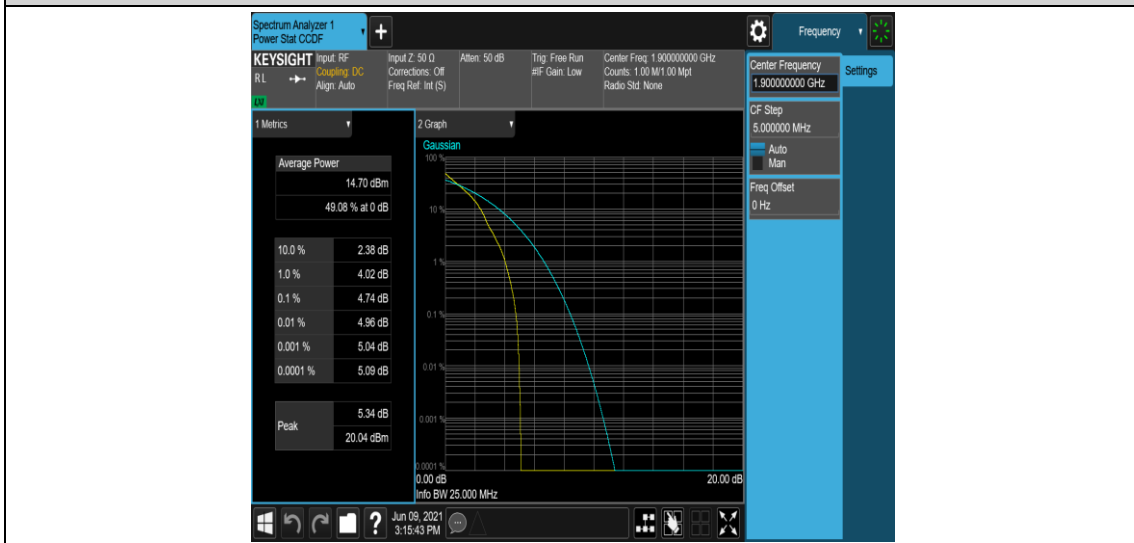 Spectrum Analyzer 1
Power Stat CCDF
+
Frequency
KEYSIGHT
RL
LXI
Input: RF
Coupling: DC
Align: Auto
Input Z: 50 Ω
Corrections: Off
Freq Ref: Int (S)
Atten: 50 dB
Trig: Free Run
#IF Gain: Low
Center Freq: 1.900000000 GHz
Counts: 1.00 M/1.00 Mpt
Radio Std: None
Center Frequency
1.900000000 GHz
Settings
CF Step
5.000000 MHz
Auto
Man
Freq Offset
0 Hz
1 Metrics
Average Power
14.70 dBm
49.08 % at 0 dB
10.0 % 2.38 dB
1.0 % 4.02 dB
0.1 % 4.74 dB
0.01 % 4.96 dB
0.001 % 5.04 dB
0.0001 % 5.09 dB
Peak
5.34 dB
20.04 dBm
2 Graph
Gaussian
100 %
10 %
1 %
0.1 %
0.01 %
0.001 %
0.0001 %
0.00 dB 20.00 dB
Info BW 25.000 MHz
?
Jun 09, 2021
3:15:43 PM